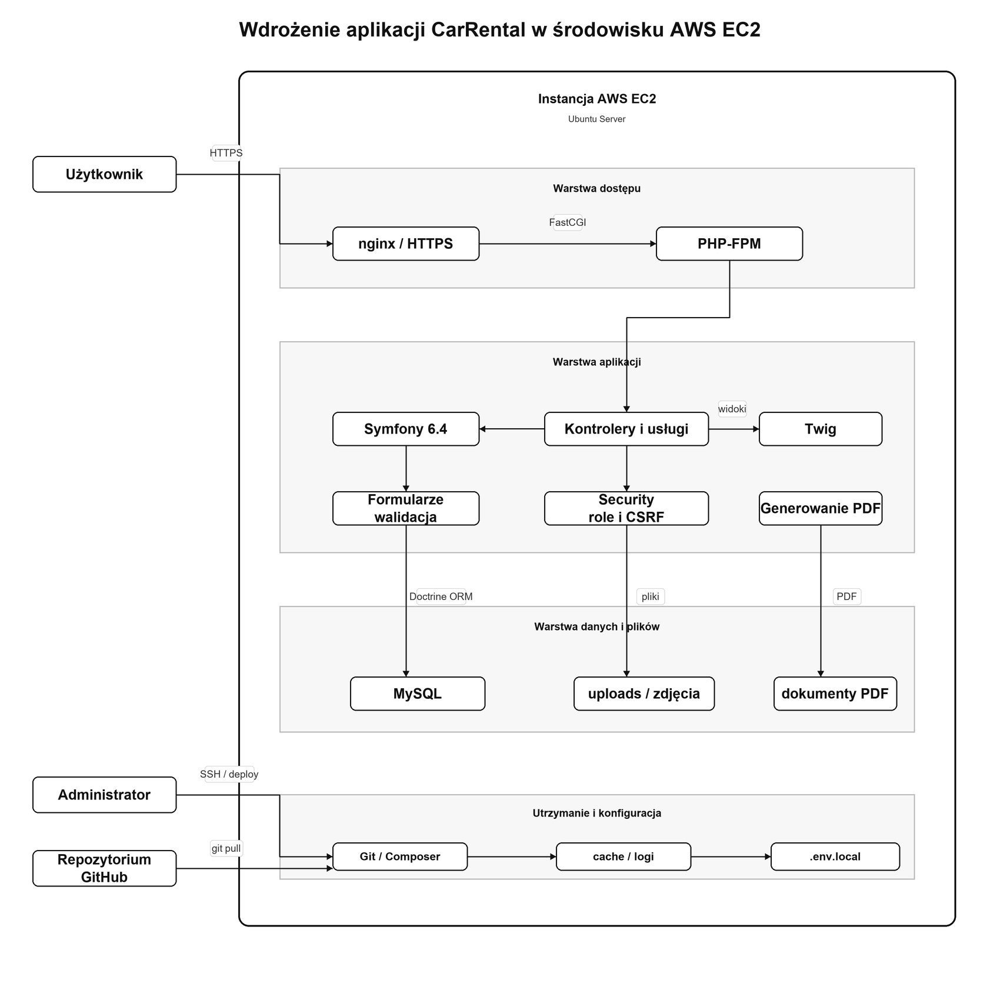 Wdrożenie aplikacji CarRental w środowisku AWS EC2
Instancja AWS EC2
Ubuntu Server
HTTPS
Użytkownik
Warstwa dostępu
FastCGI
nginx / HTTPS
PHP-FPM
Warstwa aplikacji
widoki
Symfony 6.4
Kontrolery i usługi
Twig
Formularze
walidacja
Security
role i CSRF
Generowanie PDF
Doctrine ORM
pliki
PDF
Warstwa danych i plików
MySQL
uploads / zdjęcia
dokumenty PDF
SSH / deploy
Administrator
Utrzymanie i konfiguracja
git pull
Repozytorium
GitHub
Git / Composer
cache / logi
.env.local